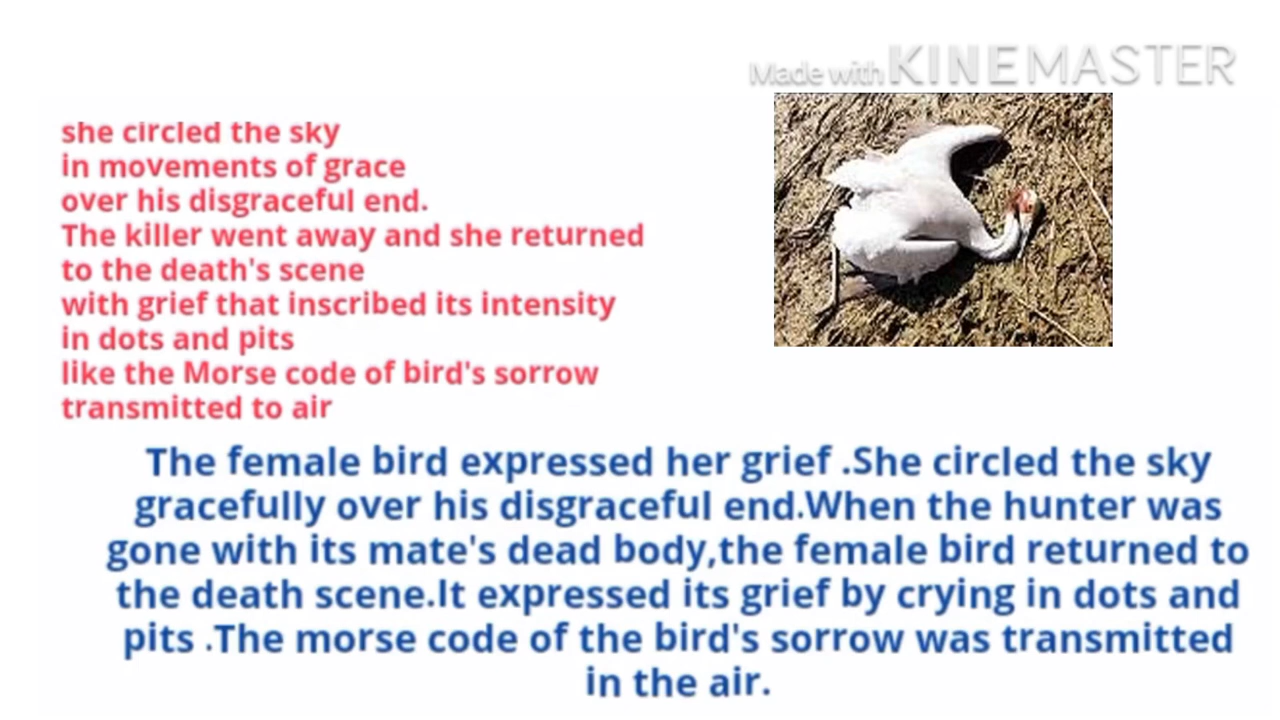 Made with KINEMASTER
she circled the sky
in movements of grace
over his disgraceful end.
The killer went away and she returned
to the death's scene
with grief that inscribed its intensity
in dots and pits
like the Morse code of bird's sorrow
transmitted to air
The female bird expressed her grief .She circled the sky
gracefully over his disgraceful end.When the hunter was
gone with its mate's dead body,the female bird returned to
the death scene.It expressed its grief by crying in dots and
pits .The morse code of the bird's sorrow was transmitted
in the air.